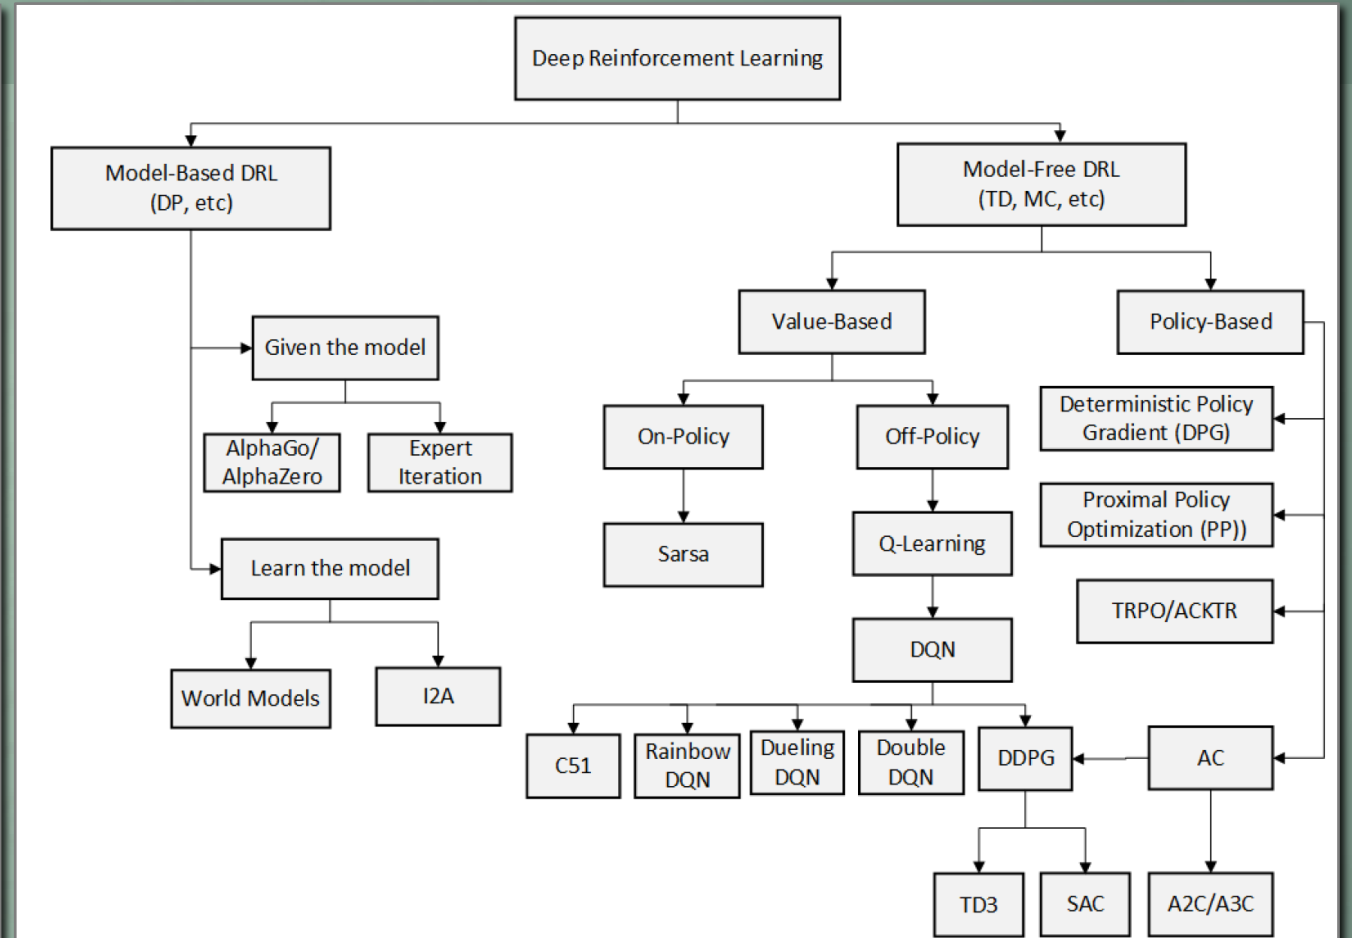 Deep Reinforcement Learning
Model-Based DRL
(DP, etc)
Model-Free DRL
(TD, MC, etc)
Given the model
AlphaGo/
AlphaZero
Expert
Iteration
Learn the model
World Models
I2A
Value-Based
Policy-Based
On-Policy
Off-Policy
Sarsa
Q-Learning
DQN
Deterministic Policy
Gradient (DPG)
Proximal Policy
Optimization (PP))
TRPO/ACKTR
C51
Rainbow
DQN
Dueling
DQN
Double
DQN
DDPG
AC
TD3
SAC
A2C/A3C